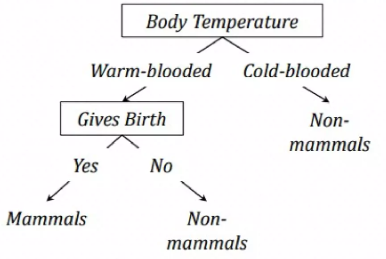 Body Temperature
Warm-blooded Cold-blooded
Gives Birth
Non-
mammals
Yes No
Mammals
Non-
mammals